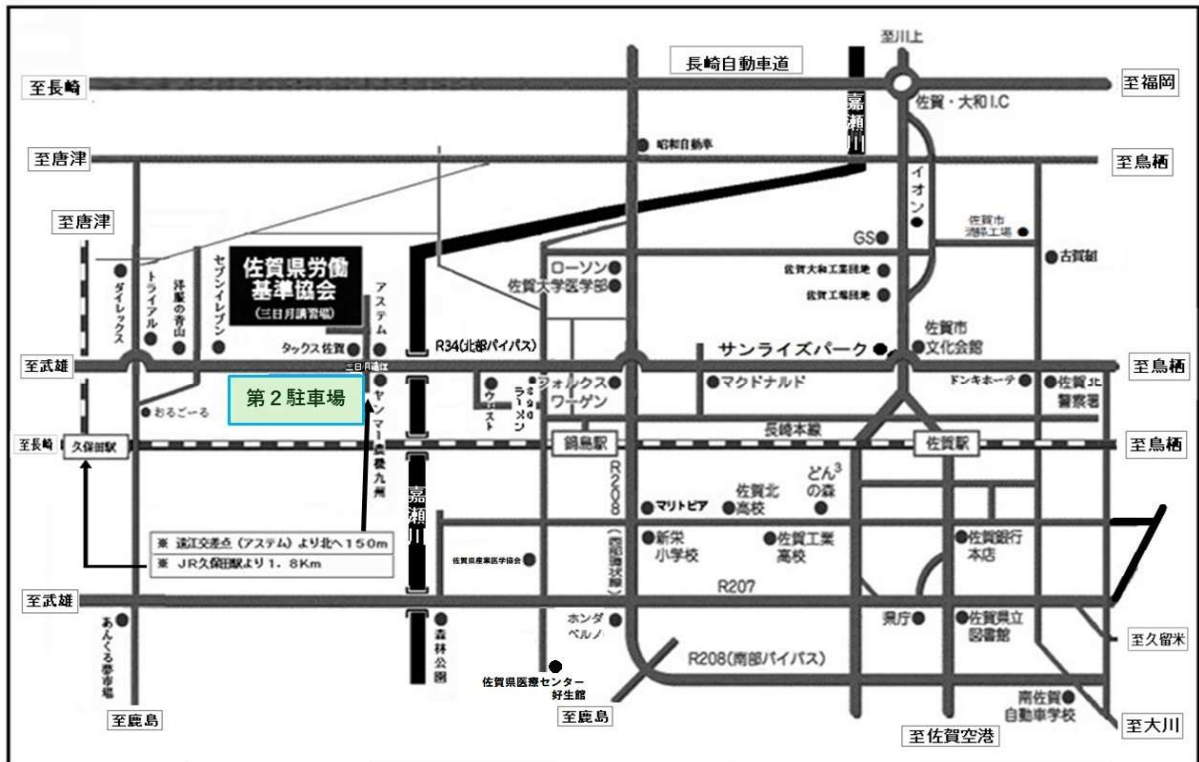 至川上
長崎自動車道
至長崎
至福岡
嘉瀬川
佐賀・大和I.C
昭和自動車
至唐津
至鳥栖
イオン
至唐津
佐賀市
清掃工場
GS
古賀組
佐賀県労働
基準協会
(三日月講習場)
ローソン
佐賀大学医学部
佐賀大和工業団地
佐賀工場団地
ダイレックス
トライアル
洋服の青山
セブンイレブン
アステム
タックス佐賀
R34(北部バイパス)
サンライズパーク
佐賀市
文化会館
至武雄
至鳥栖
第2駐車場
ヤンマー農機九州
ウエスト
ラーメン
フォルクス
ワーゲン
マクドナルド
ドンキホーテ
佐賀北
警察署
おるごーる
長崎本線
至長崎
久保田駅
鍋島駅
佐賀駅
至鳥栖
R208
(西部環状線)
嘉瀬川
マリトピア
佐賀北
高校
どん3
の森
※ 遠江交差点(アステム)より北へ150m
※ JR久保田駅より1.8Km
佐賀県産業医学協会
新栄
小学校
佐賀工業
高校
佐賀銀行
本店
R207
至武雄
あんくる夢市場
森林公園
ホンダ
ベルノ
県庁
佐賀県立
図書館
至久留米
R208(南部バイパス)
佐賀県医療センター
好生館
南佐賀
自動車学校
至鹿島
至鹿島
至佐賀空港
至大川